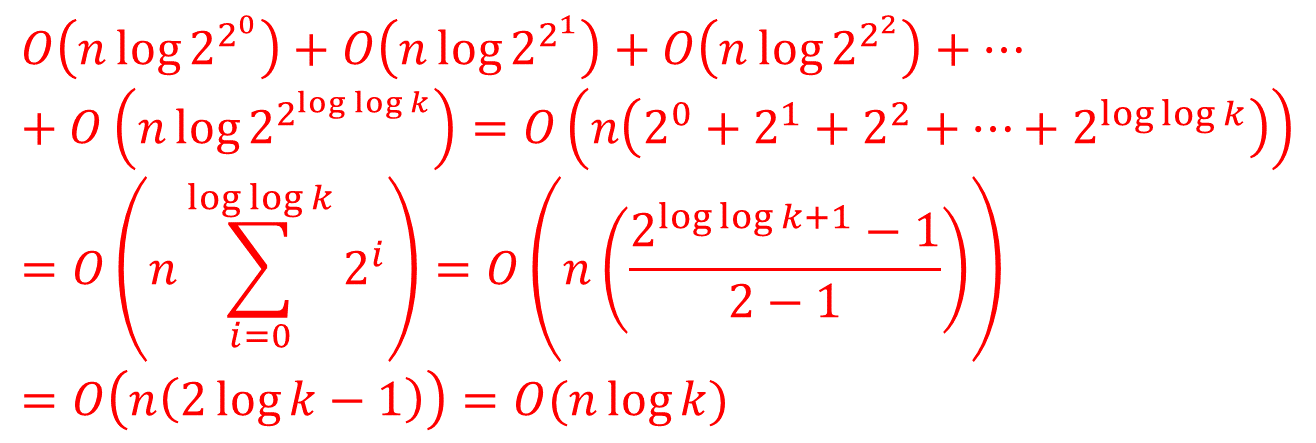 O(n log 2^{2^0}) + O(n log 2^{2^1}) + O(n log 2^{2^2}) + ⋯
+ O(n log 2^{2^{log log k}}) = O(n(2^0 + 2^1 + 2^2 + ⋯ + 2^{log log k}))
= O(n ∑_{i=0}^{log log k} 2^i) = O(n((2^{log log k+1} − 1)/(2 − 1)))
= O(n(2 log k − 1)) = O(n log k)